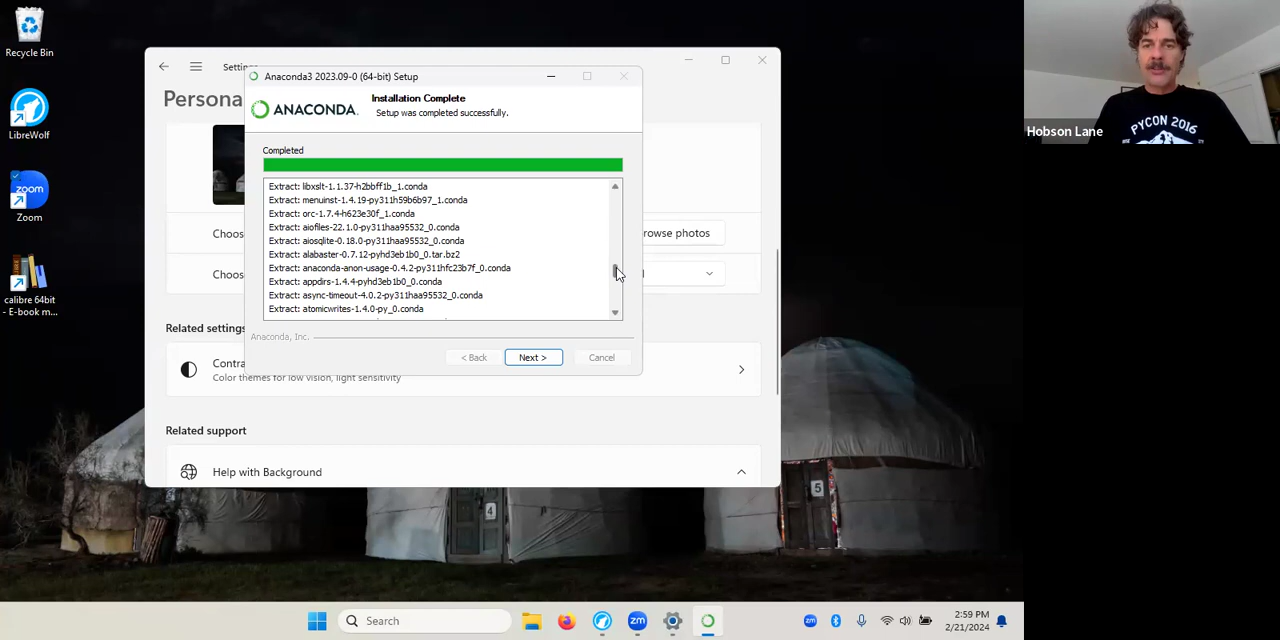 Recycle Bin
LibreWolf
Zoom
calibre 64bit
- E-book m...
Settin
Persona
Choos
rowse photos
Choos
Related settings
Contra
Color themes for low vision, light sensitivity
Related support
Help with Background
Anaconda3 2023.09-0 (64-bit) Setup
ANACONDA.
Installation Complete
Setup was completed successfully.
Completed
Extract: libxslt-1.1.37-h2bbff1b_1.conda
Extract: menuinst-1.4.19-py311h59b6b97_1.conda
Extract: orc-1.7.4-h623e30f_1.conda
Extract: aiofiles-22.1.0-py311haa95532_0.conda
Extract: aiosqlite-0.18.0-py311haa95532_0.conda
Extract: alabaster-0.7.12-pyhd3eb1b0_0.tar.bz2
Extract: anaconda-anon-usage-0.4.2-py311hfc23b7f_0.conda
Extract: appdirs-1.4.4-pyhd3eb1b0_0.conda
Extract: async-timeout-4.0.2-py311haa95532_0.conda
Extract: atomicwrites-1.4.0-py_0.conda
Anaconda, Inc.
< Back
Next >
Cancel
4
5
Search
zm
zm
2:59 PM
2/21/2024
PYCON 2016
Hobson Lane